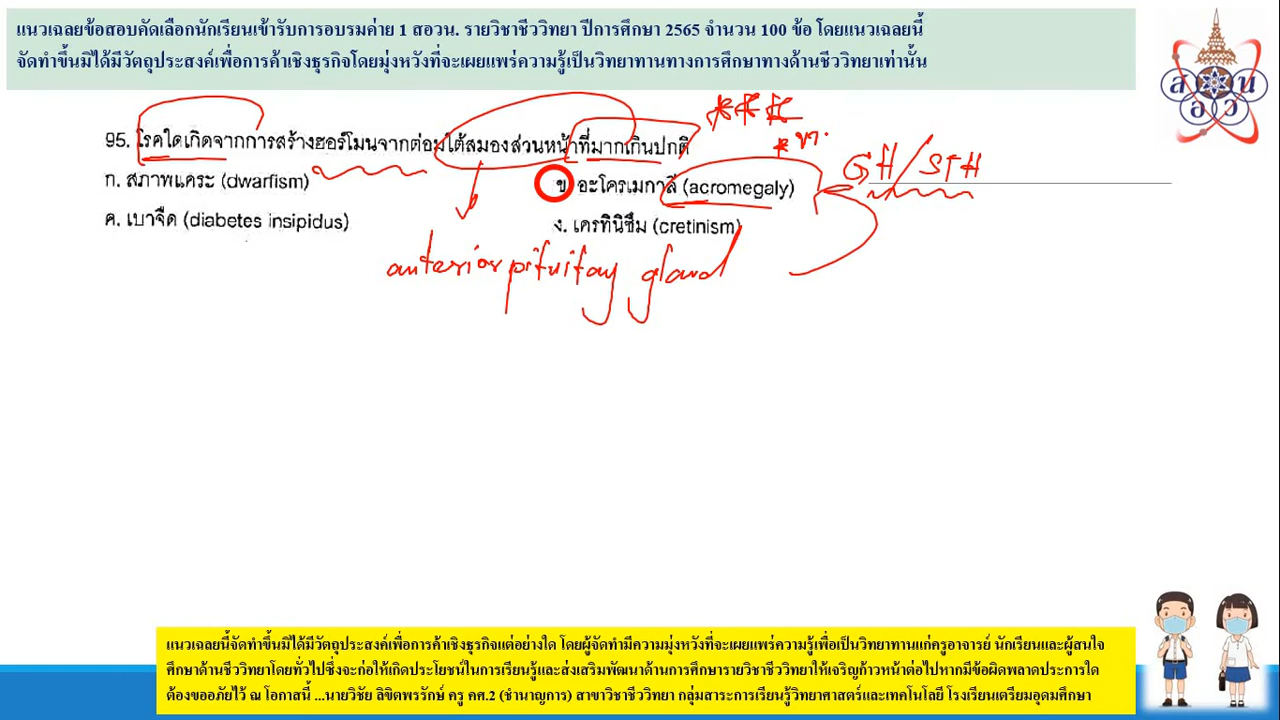 แนวเฉลยข้อสอบคัดเลือกนักเรียนเข้ารับการอบรมค่าย 1 สอวน. รายวิชาชีววิทยา ปีการศึกษา 2565 จำนวน 100 ข้อ โดยแนวเฉลยนี้
จัดทำขึ้นมิได้มีวัตถุประสงค์เพื่อการค้าเชิงธุรกิจโดยมุ่งหวังที่จะเผยแพร่ความรู้เป็นวิทยาทานทางการศึกษาทางด้านชีววิทยาเท่านั้น
สอวน
95. โรคใดเกิดจากการสร้างฮอร์โมนจากต่อมใต้สมองส่วนหน้าที่มากเกินปกติ
GH/STH
ก. สภาพแคระ (dwarfism)
ข อะโครเมกาลี (acromegaly)
ค. เบาจืด (diabetes insipidus)
ง. เครทินิซึม (cretinism)
anterior pituitary gland
แนวเฉลยนี้จัดทำขึ้นมิได้มีวัตถุประสงค์เพื่อการค้าเชิงธุรกิจแต่อย่างใด โดยผู้จัดทำมีความมุ่งหวังที่จะเผยแพร่ความรู้เพื่อเป็นวิทยาทานแก่ครูอาจารย์ นักเรียนและผู้สนใจ
ศึกษาด้านชีววิทยาโดยทั่วไปซึ่งจะก่อให้เกิดประโยชน์ในการเรียนรู้และส่งเสริมพัฒนาด้านการศึกษารายวิชาชีววิทยาให้เจริญก้าวหน้าต่อไปหากมีข้อผิดพลาดประการใด
ต้องขออภัยไว้ ณ โอกาสนี้ ...นายวิชัย ลิขิตพรรักษ์ ครู คศ.2 (ชำนาญการ) สาขาวิชาชีววิทยา กลุ่มสาระการเรียนรู้วิทยาศาสตร์และเทคโนโลยี โรงเรียนเตรียมอุดมศึกษา